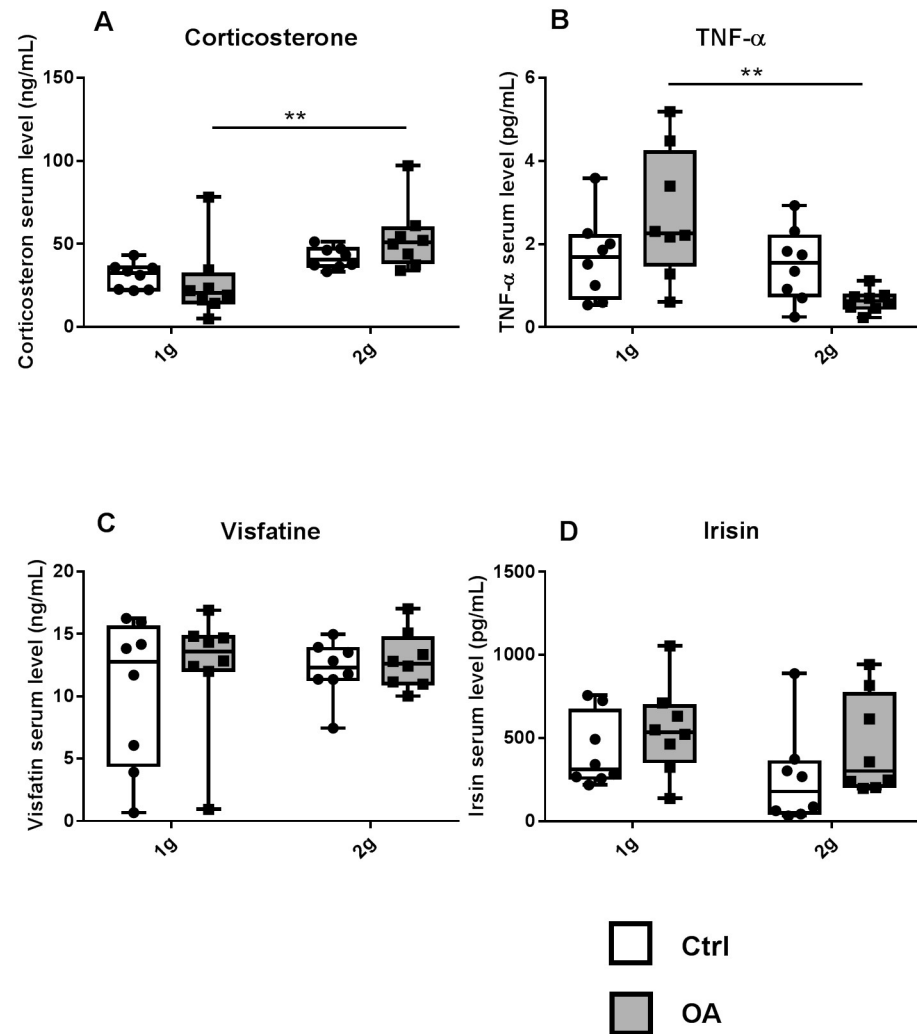 A
Corticosterone
Corticosteron serum level (ng/mL)
150
100
50
0
**
1g
2g
B
TNF-α
TNF-α serum level (pg/mL)
6
4
2
0
**
1g
2g
C
Visfatine
Visfatin serum level (ng/mL)
20
15
10
5
0
1g
2g
D
Irisin
Irsin serum level (pg/mL)
1500
1000
500
0
1g
2g
Ctrl
OA